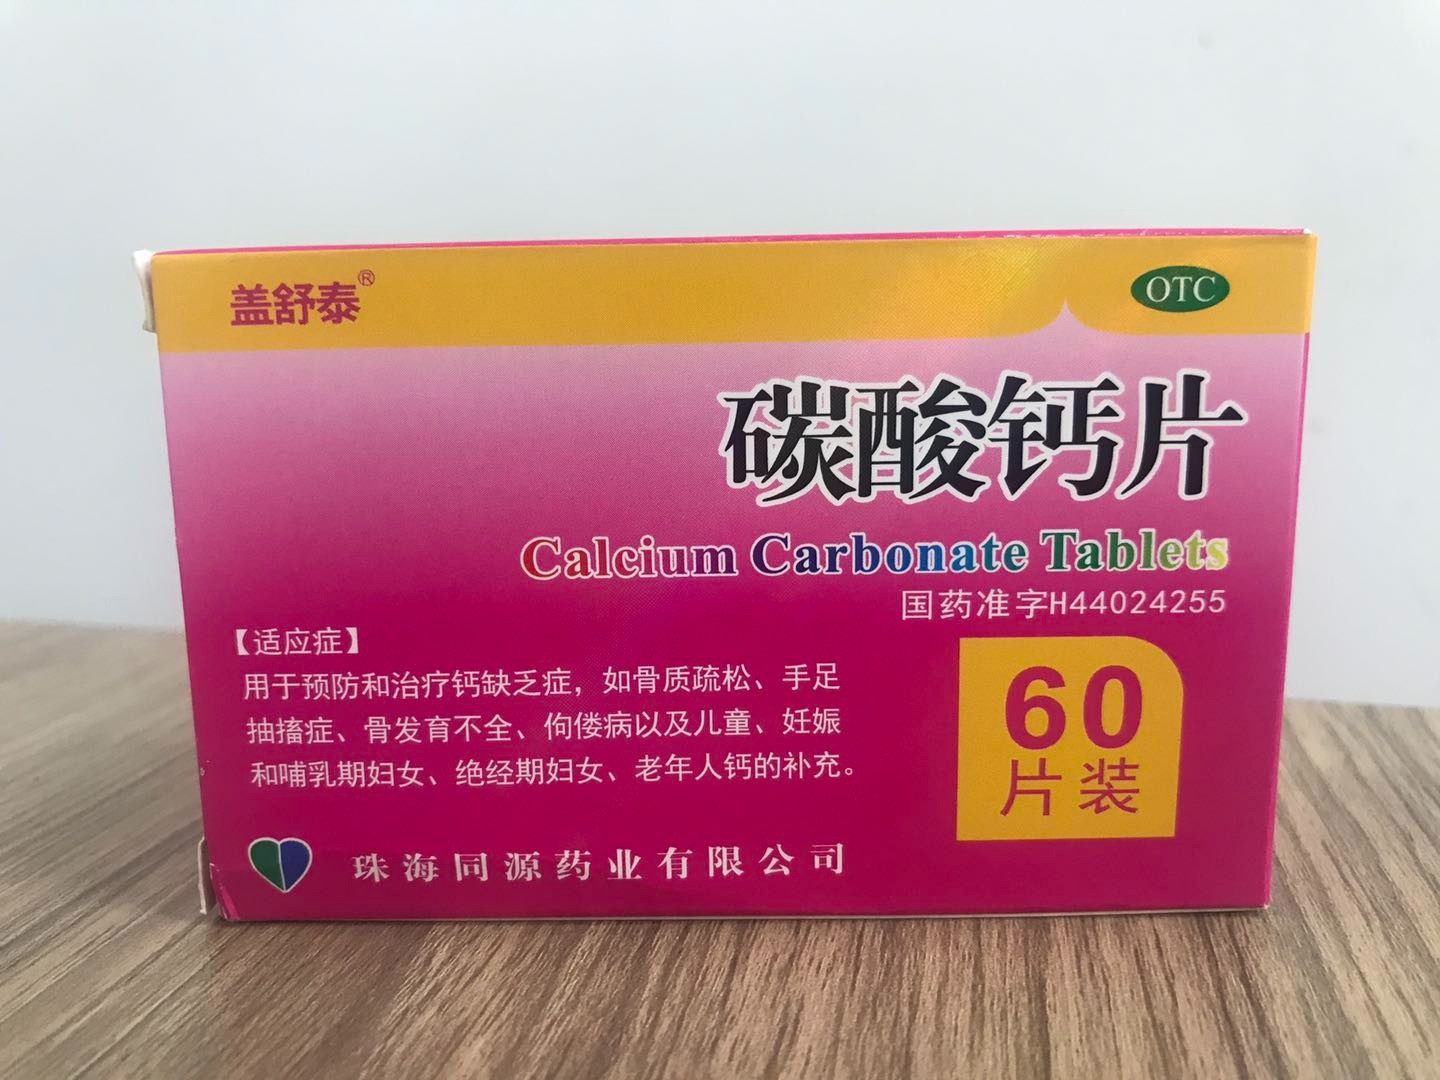 盖舒泰®
OTC
碳酸钙片
Calcium Carbonate Tablets
国药准字H44024255
【适应症】
用于预防和治疗钙缺乏症，如骨质疏松、手足
抽搐症、骨发育不全、佝偻病以及儿童、妊娠
和哺乳期妇女、绝经期妇女、老年人钙的补充。
60
片装
珠海同源药业有限公司